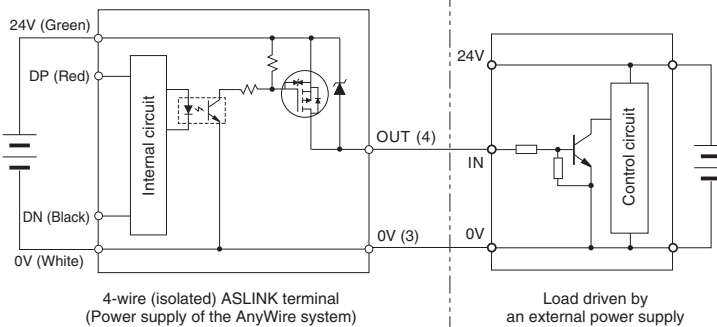 24V (Green)
DP (Red)
Internal circuit
DN (Black)
0V (White)
OUT (4)
0V (3)
24V
IN
0V
Control circuit
4-wire (isolated) ASLINK terminal
(Power supply of the AnyWire system)
Load driven by
an external power supply